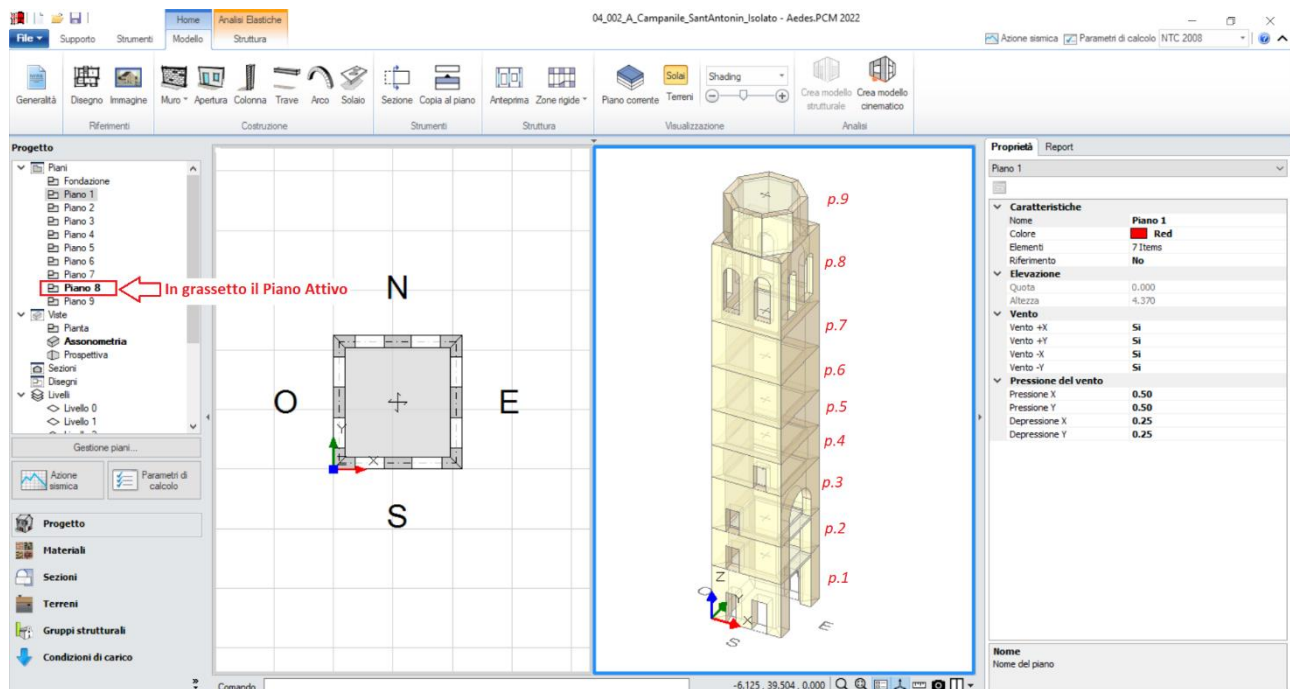 04_002_A_Campanile_SantAntonin_Isolato - Aedes.PCM 2022
Home
Analisi Elastiche
File
Supporto
Strumenti
Modello
Struttura
Azione sismica
Parametri di calcolo
NTC 2008
Generalità
Disegno
Immagine
Muro
Apertura
Colonna
Trave
Arco
Solaio
Sezione
Copia al piano
Anteprima
Zone rigide
Piano corrente
Solai
Terreni
Shading
Crea modello strutturale
Crea modello cinematico
Riferimenti
Costruzione
Strumenti
Struttura
Visualizzazione
Analisi
Progetto
Piani
Fondazione
Piano 1
Piano 2
Piano 3
Piano 4
Piano 5
Piano 6
Piano 7
Piano 8
Piano 9
Viste
Pianta
Assonometria
Prospettiva
Sezioni
Disegni
Livelli
Livello 0
Livello 1
Gestione piani...
Azione sismica
Parametri di calcolo
Progetto
Materiali
Sezioni
Terreni
Gruppi strutturali
Condizioni di carico
In grassetto il Piano Attivo
N
O
E
S
Y
Z
X
p.9
p.8
p.7
p.6
p.5
p.4
p.3
p.2
p.1
Z
O
Y
X
S
E
Comando
-6.125, 39.504, 0.000
Proprietà
Report
Piano 1
Caratteristiche
Nome Piano 1
Colore Red
Elementi 7 Items
Riferimento No
Elevazione
Quota 0.000
Altezza 4.370
Vento
Vento +X Si
Vento +Y Si
Vento -X Si
Vento -Y Si
Pressione del vento
Pressione X 0.50
Pressione Y 0.50
Depressione X 0.25
Depressione Y 0.25
Nome
Nome del piano